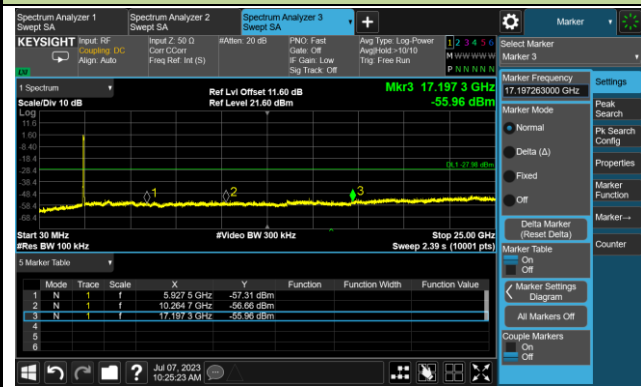 Spectrum Analyzer 1
Swept SA
Spectrum Analyzer 2
Swept SA
Spectrum Analyzer 3
Swept SA
Marker
KEYSIGHT
Input: RF
Coupling: DC
Align: Auto
Input Z: 50 Ω
Corr CCorr
Freq Ref: Int (S)
#Atten: 20 dB
PNO: Fast
Gate: Off
IF Gain: Low
Sig Track: Off
Avg Type: Log-Power
Avg|Hold:>10/10
Trig: Free Run
1 2 3 4 5 6
M W W W W W
P N N N N N
LXI
Select Marker
Marker 3
1 Spectrum
Scale/Div 10 dB
Log
Ref Lvl Offset 11.60 dB
Ref Level 21.60 dBm
Mkr3 17.197 3 GHz
-55.96 dBm
11.6
1.60
-8.40
-18.4
-28.4
-38.4
-48.4
-58.4
-68.4
DL1 -27.98 dBm
1
2
3
Start 30 MHz
#Res BW 100 kHz
#Video BW 300 kHz
Stop 25.00 GHz
Sweep 2.39 s (10001 pts)
5 Marker Table
Mode Trace Scale X Y Function Function Width Function Value
1 N 1 f 5.927 5 GHz -57.31 dBm
2 N 1 f 10.264 7 GHz -56.66 dBm
3 N 1 f 17.197 3 GHz -55.96 dBm
4
5
6
Jul 07, 2023
10:25:23 AM
Marker Frequency
17.197263000 GHz
Marker Mode
Normal
Delta (Δ)
Fixed
Off
Delta Marker
(Reset Delta)
Marker Table
On
Off
Marker Settings
Diagram
All Markers Off
Couple Markers
On
Off
Settings
Peak
Search
Pk Search
Config
Properties
Marker
Function
Marker→
Counter